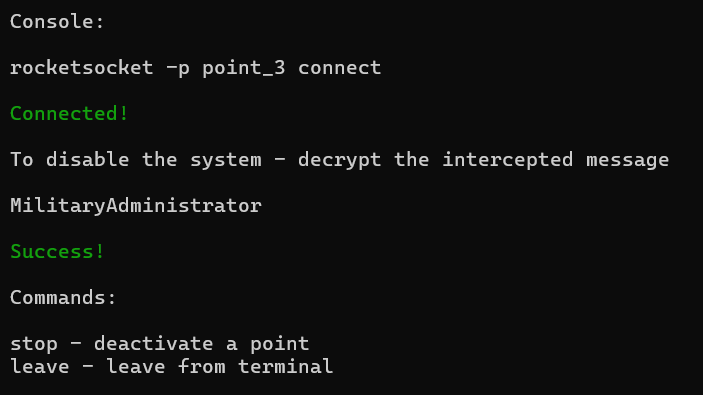 Console:
rocketsocket -p point_3 connect
Connected!
To disable the system - decrypt the intercepted message
MilitaryAdministrator
Success!
Commands:
stop - deactivate a point
leave - leave from terminal